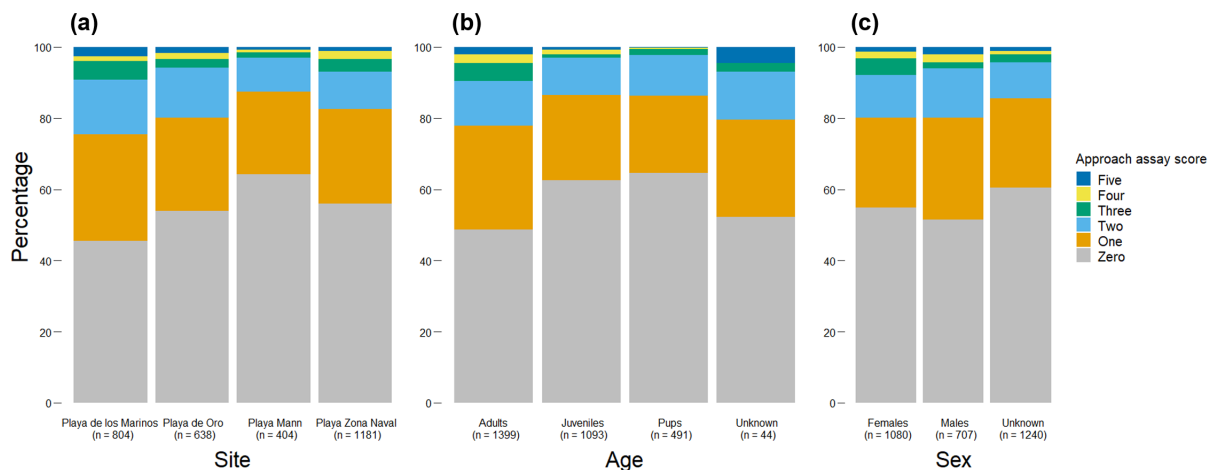 (a)
(b)
(c)
Percentage
100
80
60
40
20
0
Playa de los Marinos
(n = 804)
Playa de Oro
(n = 638)
Playa Mann
(n = 404)
Playa Zona Naval
(n = 1181)
Site
100
80
60
40
20
0
Adults
(n = 1399)
Juveniles
(n = 1093)
Pups
(n = 491)
Unknown
(n = 44)
Age
100
80
60
40
20
0
Females
(n = 1080)
Males
(n = 707)
Unknown
(n = 1240)
Sex
Approach assay score
Five
Four
Three
Two
One
Zero